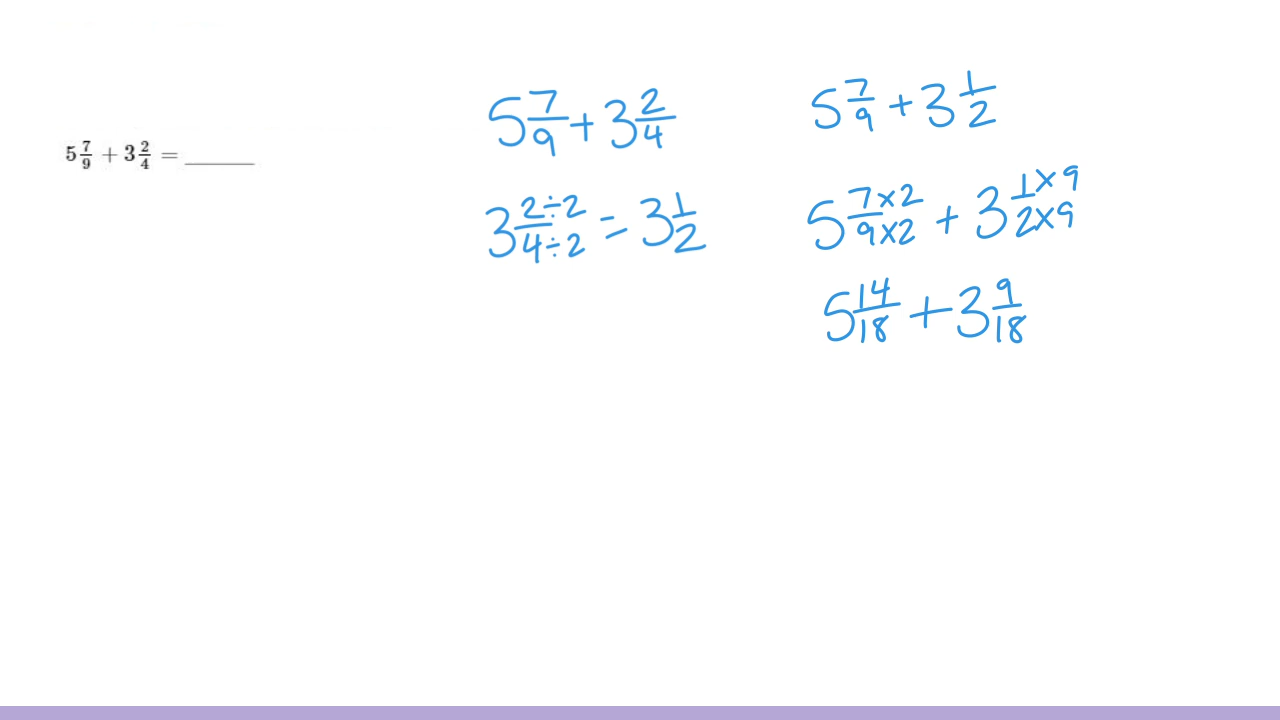 5 7/9 + 3 2/4 = ______
5 7/9 + 3 2/4
3 2÷2/4÷2 = 3 1/2
5 7/9 + 3 1/2
5 7×2/9×2 + 3 1×9/2×9
5 14/18 + 3 9/18